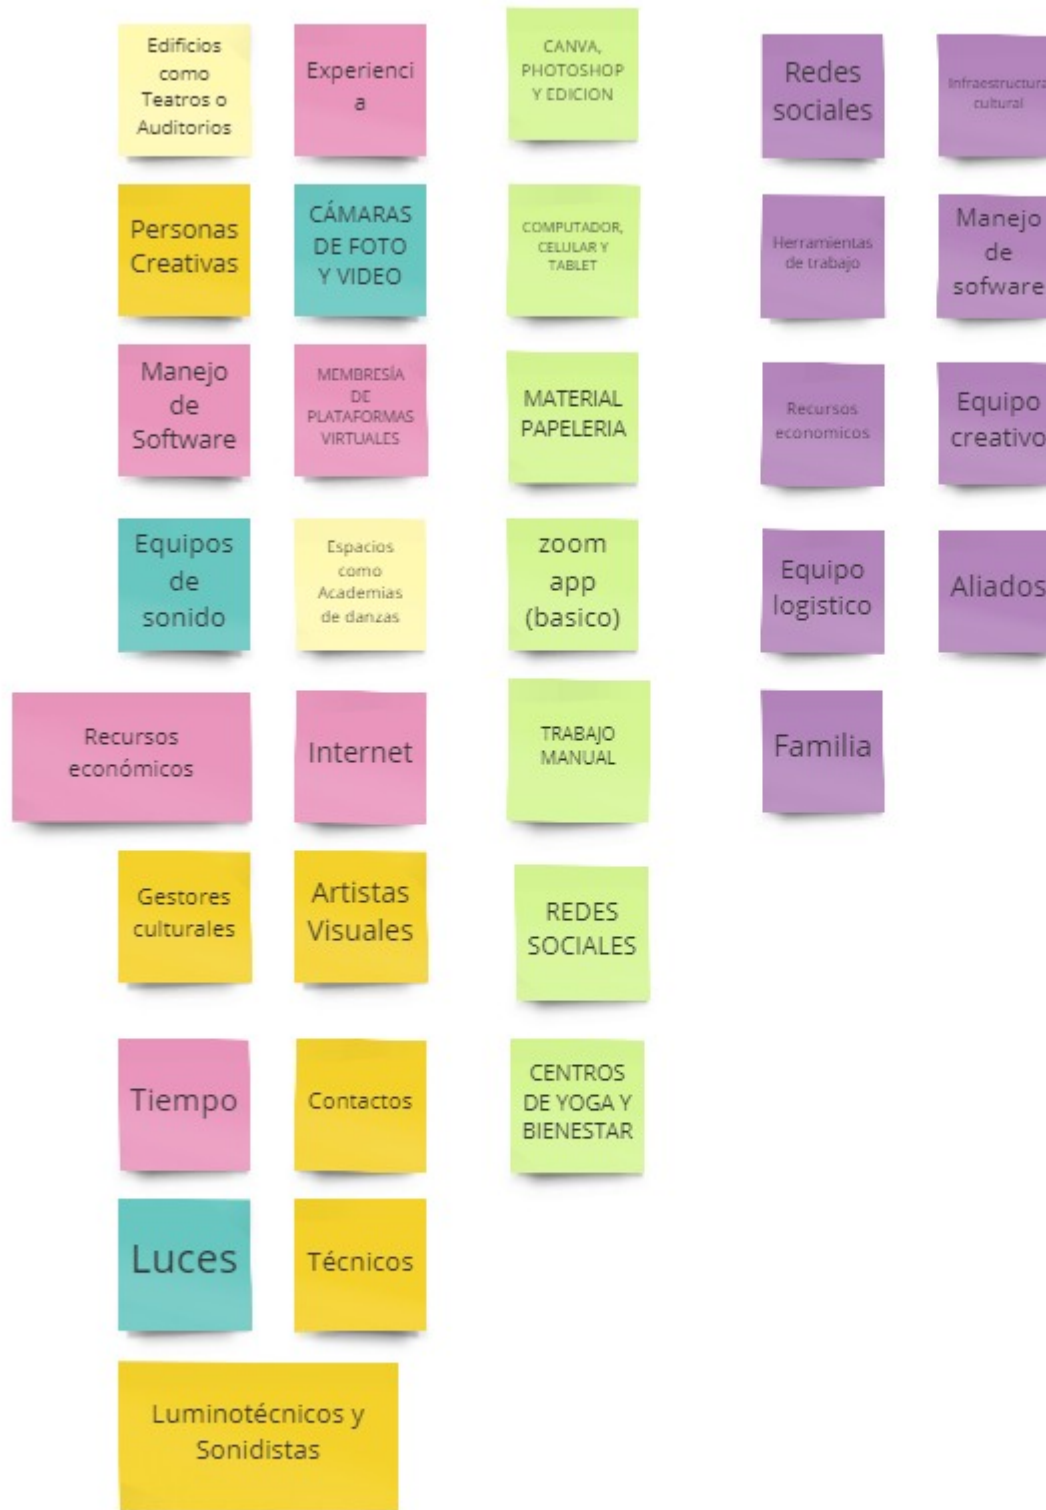 Edificios
como
Teatros o
Auditorios
Experienci
a
CANVA,
PHOTOSHOP
Y EDICION
Redes
sociales
Infraestructura
cultural
Personas
Creativas
CÁMARAS
DE FOTO
Y VIDEO
COMPUTADOR,
CELULAR Y
TABLET
Herramientas
de trabajo
Manejo
de
sofware
Manejo
de
Software
MEMBRESÍA
DE
PLATAFORMAS
VIRTUALES
MATERIAL
PAPELERIA
Recursos
economicos
Equipo
creativo
Equipos
de
sonido
Espacios
como
Academias
de danzas
zoom
app
(basico)
Equipo
logistico
Aliados
Recursos
económicos
Internet
TRABAJO
MANUAL
Familia
Gestores
culturales
Artistas
Visuales
REDES
SOCIALES
Tiempo
Contactos
CENTROS
DE YOGA Y
BIENESTAR
Luces
Técnicos
Luminotécnicos y
Sonidistas